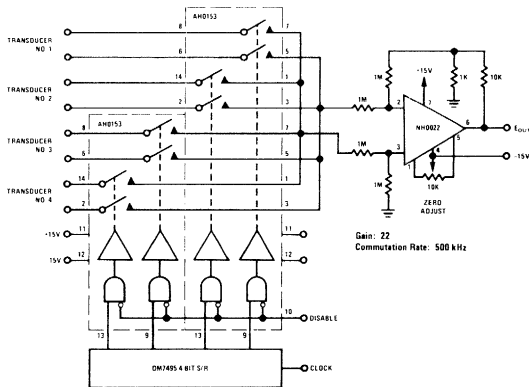 AH0153
TRANSDUCER
NO 1
8
7
6
5
TRANSDUCER
NO 2
14
1
2
3
AH0153
TRANSDUCER
NO 3
8
7
6
5
TRANSDUCER
NO 4
14
1
2
3
+15V
11
11
15V
12
12
10
DISABLE
13
9
13
9
DM7495 4 BIT S/R
CLOCK
1M
1M
1M
1M
1K
10K
-15V
7
2
3
NH0022
6
EOUT
4
5
1
-15V
10K
ZERO
ADJUST
Gain: 22
Commutation Rate: 500 kHz